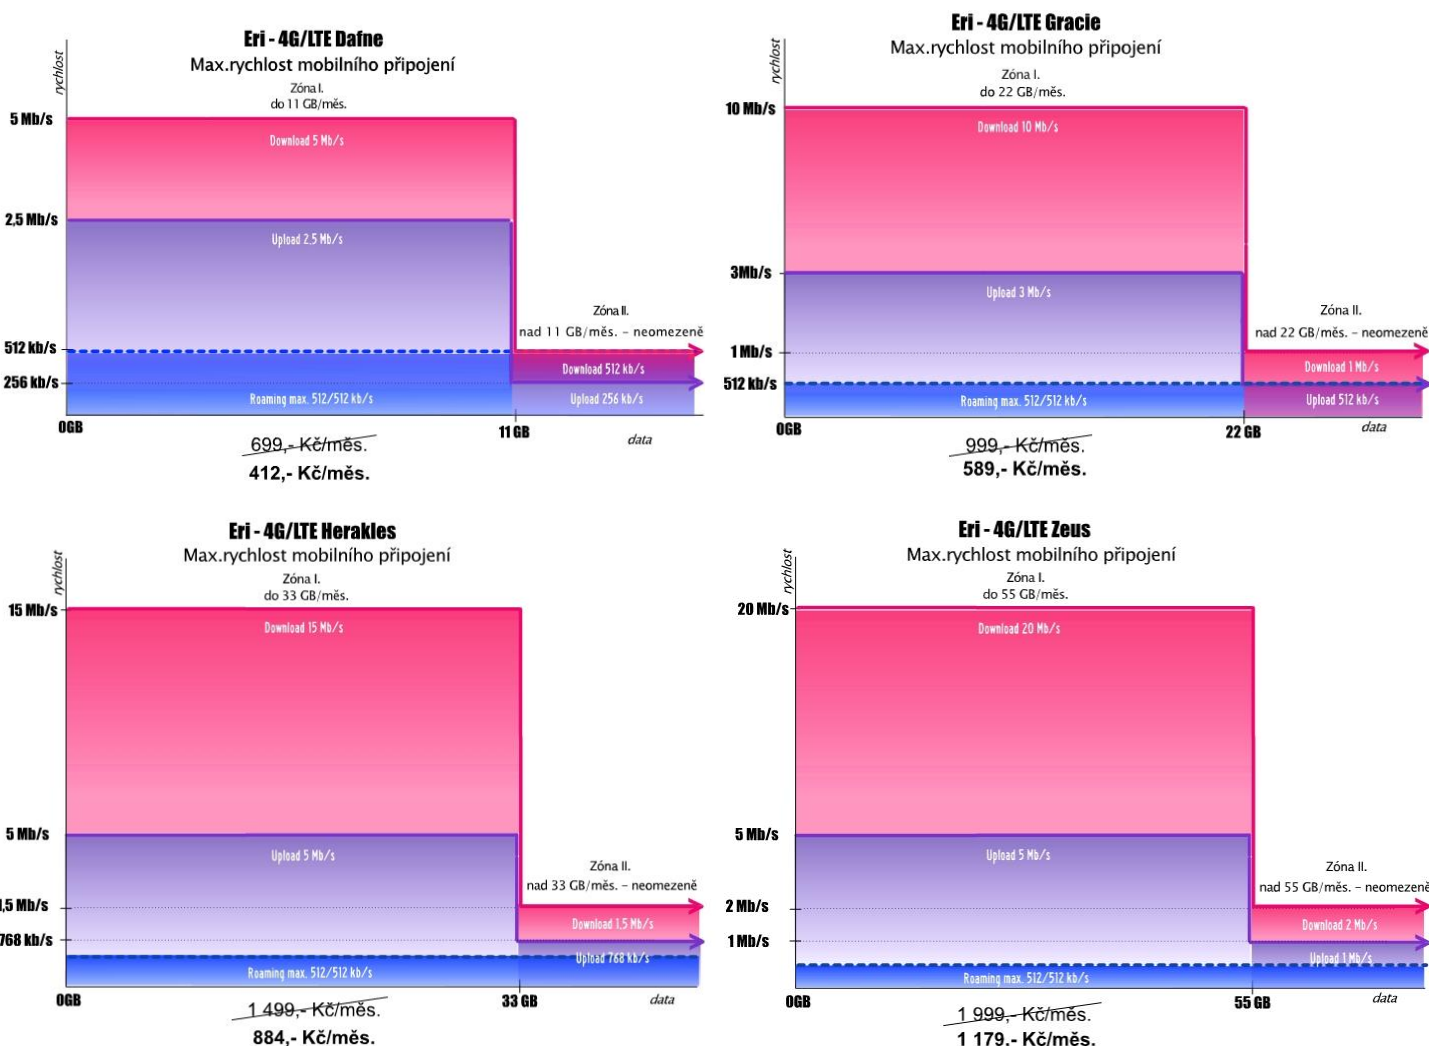 Eri - 4G/LTE Dafne
Max.rychlost mobilního připojení
rychlost
Zóna I.
do 11 GB/měs.
5 Mb/s
Download 5 Mb/s
2,5 Mb/s
Upload 2.5 Mb/s
Zóna II.
nad 11 GB/měs. – neomezeně
512 kb/s
Download 512 kb/s
256 kb/s
Roaming max. 512/512 kb/s
Upload 256 kb/s
0GB
11 GB
data
699,- Kč/měs.
412,- Kč/měs.
Eri - 4G/LTE Gracie
Max.rychlost mobilního připojení
rychlost
Zóna I.
do 22 GB/měs.
10 Mb/s
Download 10 Mb/s
3Mb/s
Upload 3 Mb/s
Zóna II.
nad 22 GB/měs. – neomezeně
1 Mb/s
Download 1 Mb/s
512 kb/s
Roaming max. 512/512 kb/s
Upload 512 kb/s
0GB
22 GB
data
999,- Kč/měs.
589,- Kč/měs.
Eri - 4G/LTE Herakles
Max.rychlost mobilního připojení
rychlost
Zóna I.
do 33 GB/měs.
15 Mb/s
Download 15 Mb/s
5 Mb/s
Upload 5 Mb/s
Zóna II.
nad 33 GB/měs. – neomezeně
1,5 Mb/s
Download 1.5 Mb/s
768 kb/s
Upload 768 kb/s
Roaming max. 512/512 kb/s
0GB
33 GB
data
1 499,- Kč/měs.
884,- Kč/měs.
Eri - 4G/LTE Zeus
Max.rychlost mobilního připojení
rychlost
Zóna I.
do 55 GB/měs.
20 Mb/s
Download 20 Mb/s
5 Mb/s
Upload 5 Mb/s
Zóna II.
nad 55 GB/měs. – neomezeně
2 Mb/s
Download 2 Mb/s
1 Mb/s
Upload 1 Mb/s
Roaming max. 512/512 kb/s
0GB
55 GB
data
1 999,- Kč/měs.
1 179,- Kč/měs.